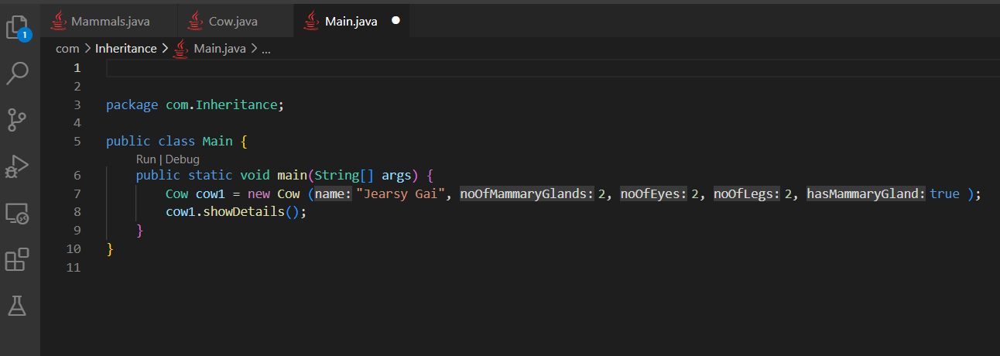 Mammals.java Cow.java Main.java
1
com > Inheritance > Main.java > ...
1
2
3 package com.Inheritance;
4
5 public class Main {
Run | Debug
6 public static void main(String[] args) {
7 Cow cow1 = new Cow (name: "Jearsy Gai", noOfMammaryGlands: 2, noOfEyes: 2, noOfLegs: 2, hasMammaryGland: true );
8 cow1.showDetails();
9 }
10 }
11